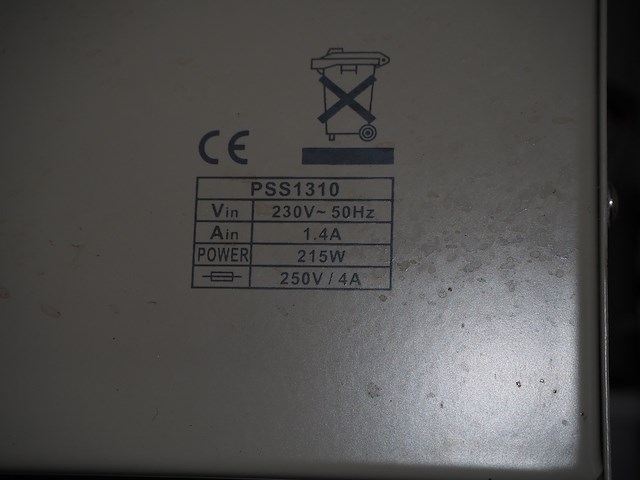 CE
PSS1310
Vin 230V~ 50Hz
Ain 1.4A
POWER 215W
250V / 4A